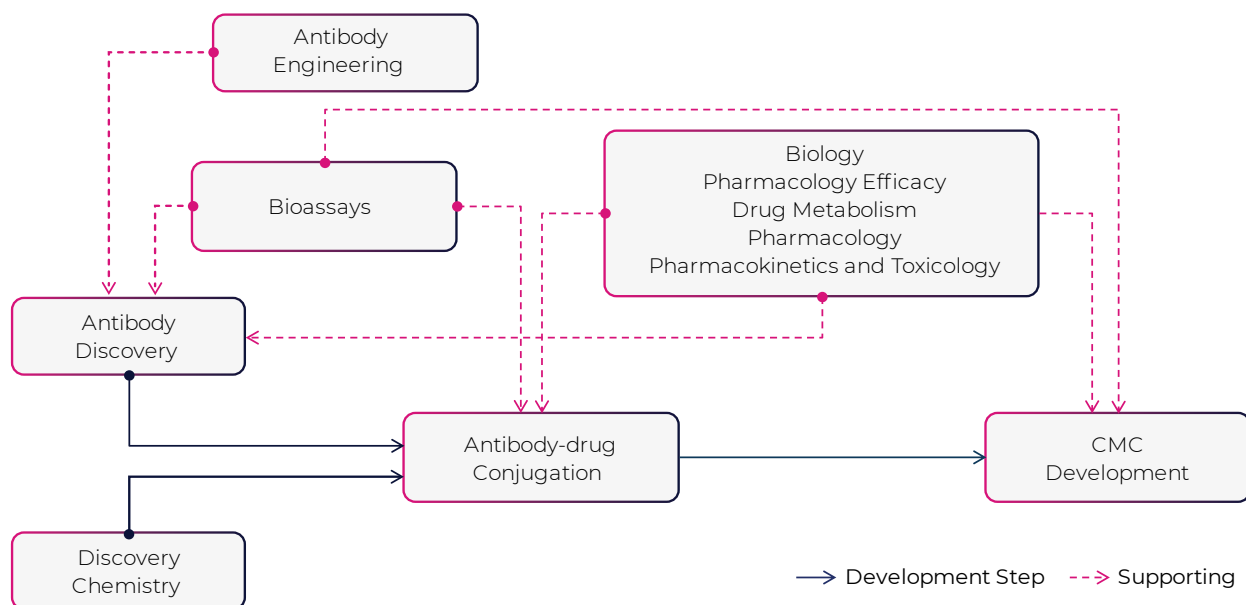 Antibody
Engineering
Bioassays
Biology
Pharmacology Efficacy
Drug Metabolism
Pharmacology
Pharmacokinetics and Toxicology
Antibody
Discovery
Antibody-drug
Conjugation
CMC
Development
Discovery
Chemistry
Development Step
Supporting